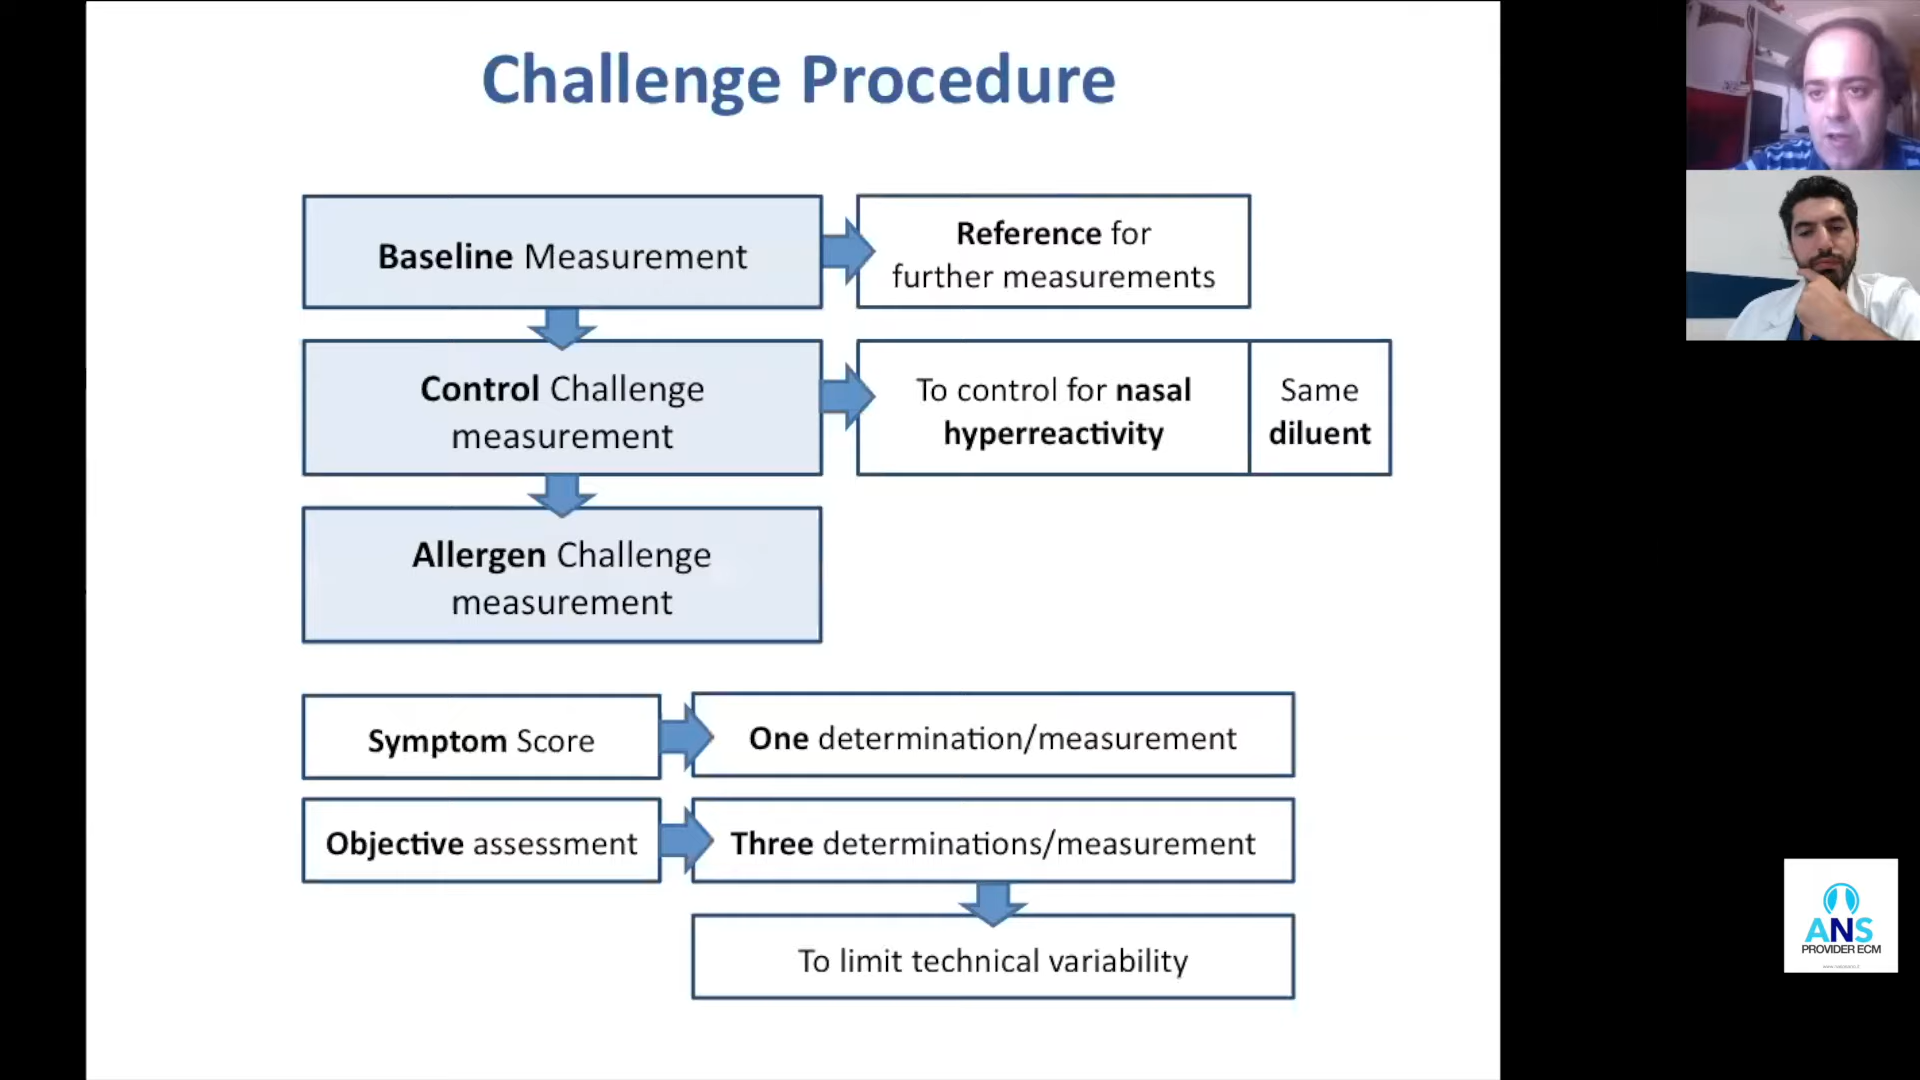 Challenge Procedure
Baseline Measurement
Reference for
further measurements
Control Challenge
measurement
To control for nasal
hyperreactivity
Same
diluent
Allergen Challenge
measurement
Symptom Score
One determination/measurement
Objective assessment
Three determinations/measurement
To limit technical variability
ANS
PROVIDER ECM